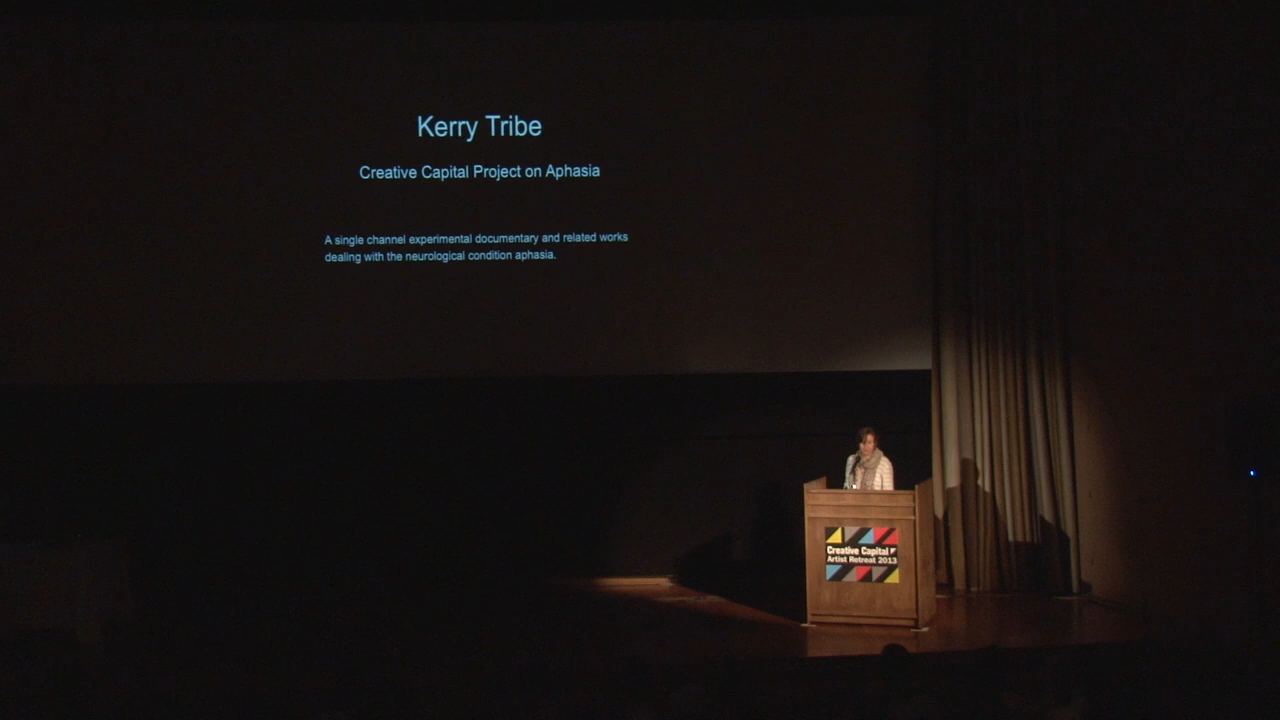 Kerry Tribe
Creative Capital Project on Aphasia
A single channel experimental documentary and related works
dealing with the neurological condition aphasia.
Creative Capital
Artist Retreat 2013